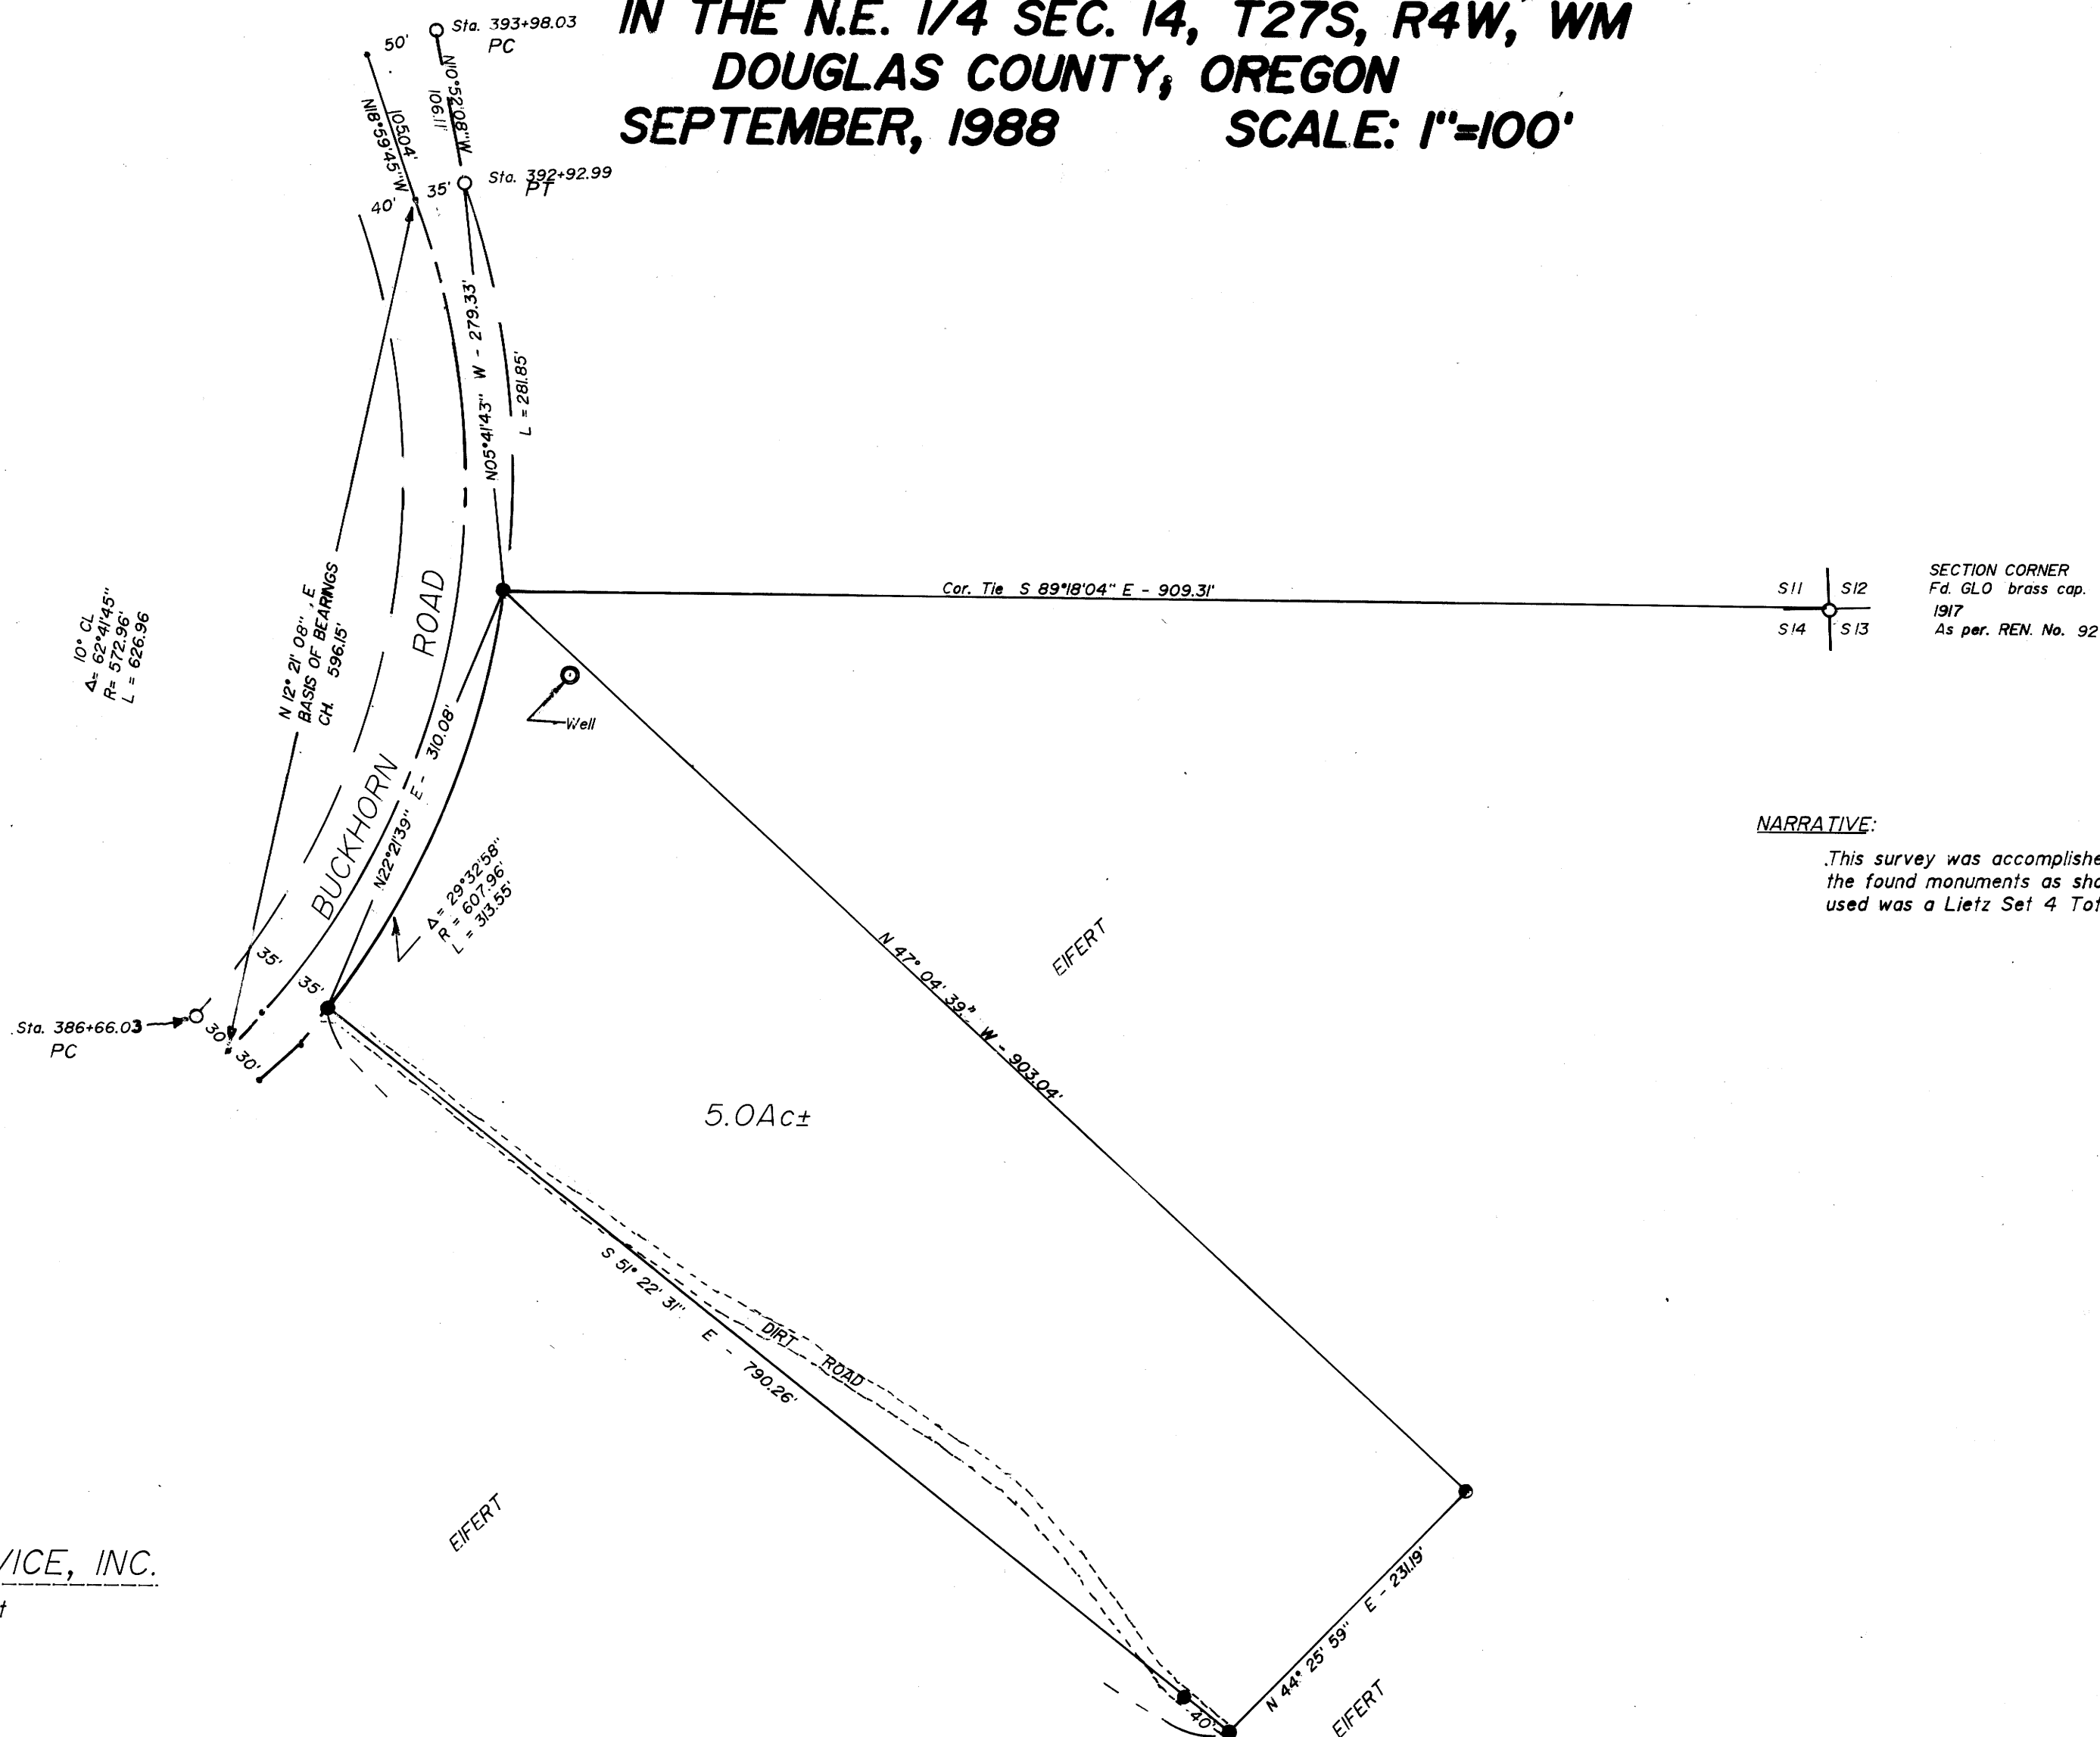 IN THE N.E. 1/4 SEC. 14, T27S, R4W, WM
DOUGLAS COUNTY, OREGON
SEPTEMBER, 1988 SCALE: 1"=100'
Sta. 393+98.03
PC
50'
N10°52'08"W
106.11'
105.04'
N18°59'45"W
Sta. 392+92.99
PT
35'
40'
N05°41'43" W - 279.33'
L = 281.85'
Cor. Tie S 89°18'04" E - 909.31'
S11 S12
S14 S13
SECTION CORNER
Fd. GLO brass cap.
1917
As per. REN. No. 92
10° CL
Δ= 62°41'45"
R= 572.96'
L = 626.96
N 12° 21' 08" E
BASIS OF BEARINGS
CH. 596.15'
BUCKHORN ROAD
N22°21'39" E - 310.08'
Well
Δ= 29°32'58"
R = 607.96'
L = 313.55'
NARRATIVE:
This survey was accomplishe
the found monuments as sho
used was a Lietz Set 4 Tot
N 47° 04' 39" W - 903.04'
EIFERT
35'
35'
Sta. 386+66.03
PC
30'
30'
5.0Ac±
S 51° 22' 31" E - 790.26'
DIRT ROAD
EIFERT
N 44° 25' 59" E - 231.19'
EIFERT
40'
VICE, INC.
t